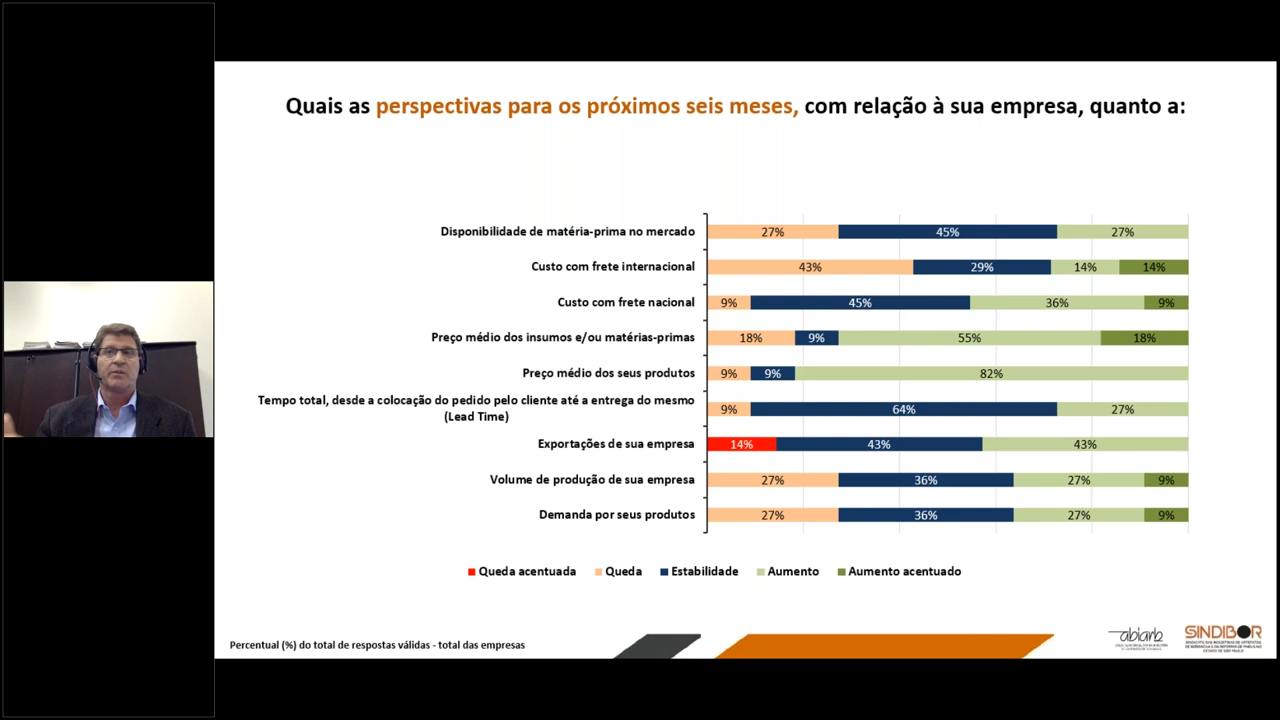 Quais as perspectivas para os próximos seis meses, com relação à sua empresa, quanto a:
Disponibilidade de matéria-prima no mercado
27% 45% 27%
Custo com frete internacional
43% 29% 14% 14%
Custo com frete nacional
9% 45% 36% 9%
Preço médio dos insumos e/ou matérias-primas
18% 9% 55% 18%
Preço médio dos seus produtos
9% 9% 82%
Tempo total, desde a colocação do pedido pelo cliente até a entrega do mesmo
(Lead Time)
9% 64% 27%
Exportações de sua empresa
14% 43% 43%
Volume de produção de sua empresa
27% 36% 27% 9%
Demanda por seus produtos
27% 36% 27% 9%
Queda acentuada Queda Estabilidade Aumento Aumento acentuado
Percentual (%) do total de respostas válidas - total das empresas
abiarb
SINDIBOR